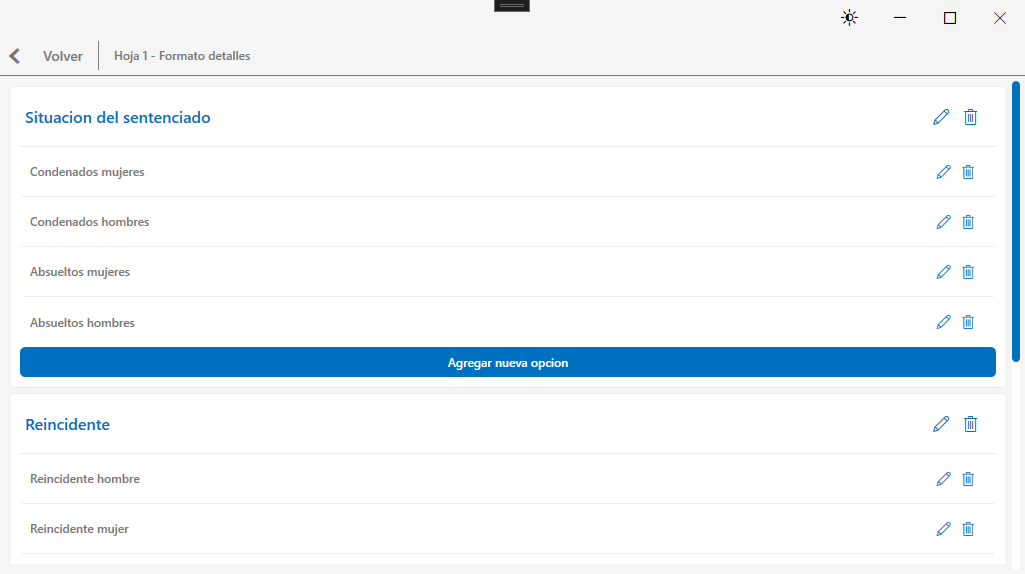 Volver
Hoja 1 - Formato detalles
Situacion del sentenciado
Condenados mujeres
Condenados hombres
Absueltos mujeres
Absueltos hombres
Agregar nueva opcion
Reincidente
Reincidente hombre
Reincidente mujer